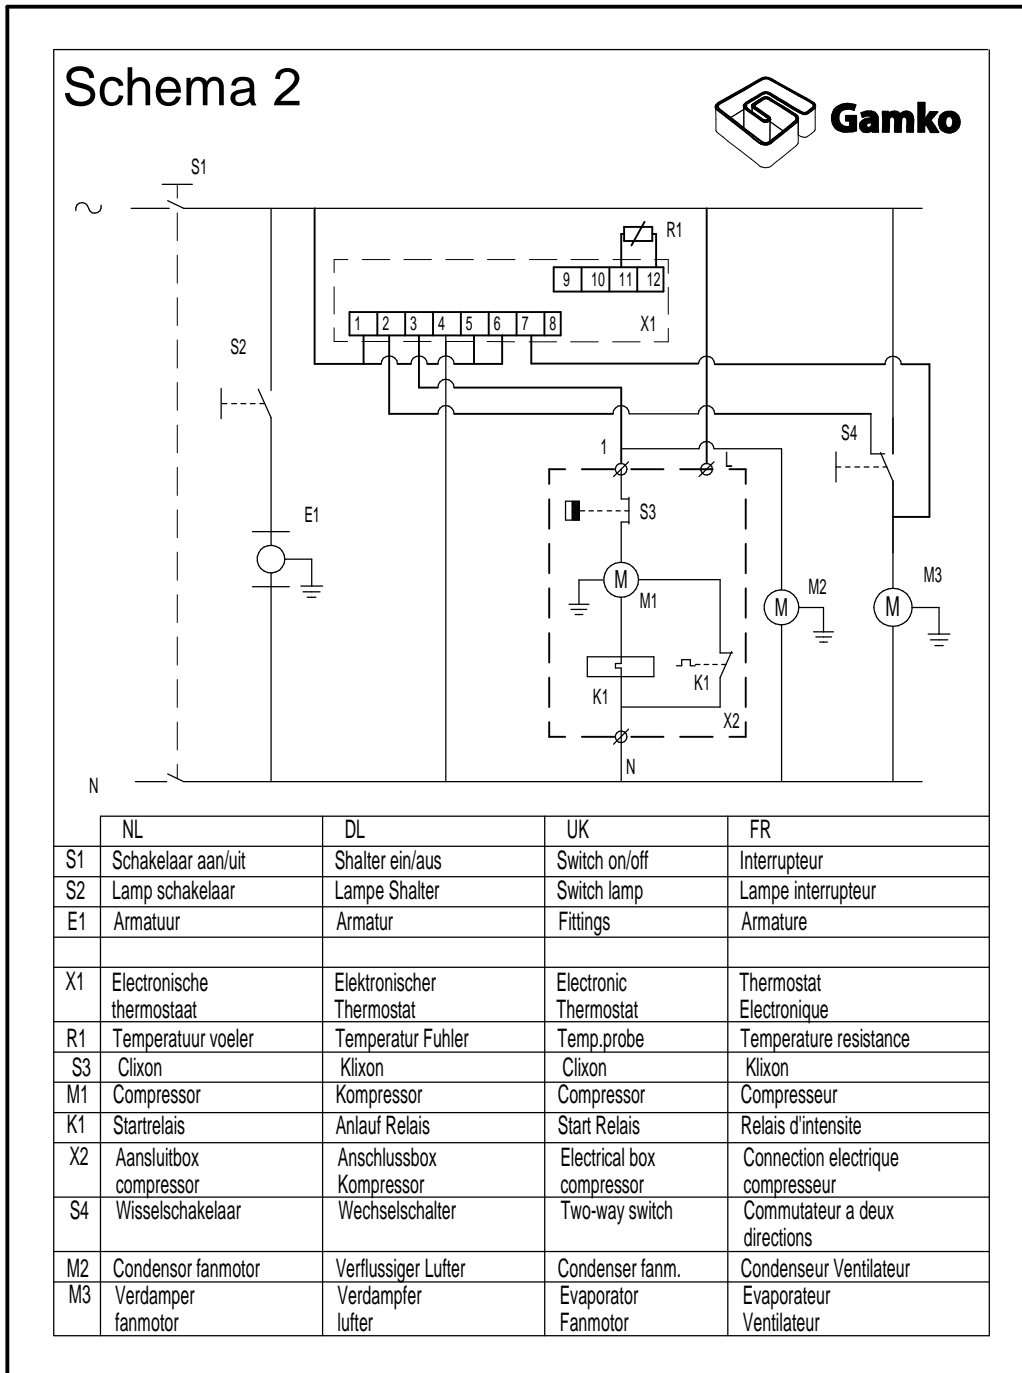 Schema 2
Gamko
S1
R1
9 10 11 12
1 2 3 4 5 6 7 8
X1
S2
S4
1
L
E1
S3
M
M1
M2
M
M3
M
K1
K1
X2
N
N
NL DL UK FR
S1 Schakelaar aan/uit Shalter ein/aus Switch on/off Interrupteur
S2 Lamp schakelaar Lampe Shalter Switch lamp Lampe interrupteur
E1 Armatuur Armatur Fittings Armature
X1 Electronische Elektronischer Electronic Thermostat
thermostaat Thermostat Thermostat Electronique
R1 Temperatuur voeler Temperatur Fuhler Temp.probe Temperature resistance
S3 Clixon Klixon Clixon Klixon
M1 Compressor Kompressor Compressor Compresseur
K1 Startrelais Anlauf Relais Start Relais Relais d'intensite
X2 Aansluitbox Anschlussbox Electrical box Connection electrique
compressor Kompressor compressor compresseur
S4 Wisselschakelaar Wechselschalter Two-way switch Commutateur a deux
directions
M2 Condensor fanmotor Verflussiger Lufter Condenser fanm. Condenseur Ventilateur
M3 Verdamper Verdampfer Evaporator Evaporateur
fanmotor lufter Fanmotor Ventilateur